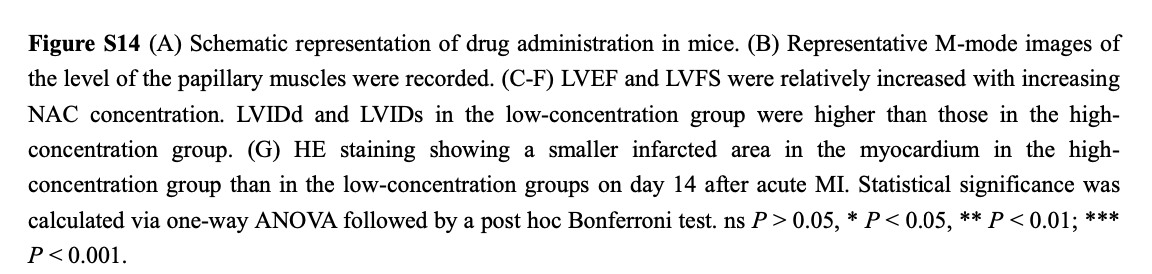 Figure S14 (A) Schematic representation of drug administration in mice. (B) Representative M-mode images of
the level of the papillary muscles were recorded. (C-F) LVEF and LVFS were relatively increased with increasing
NAC concentration. LVIDd and LVIDs in the low-concentration group were higher than those in the high-
concentration group. (G) HE staining showing a smaller infarcted area in the myocardium in the high-
concentration group than in the low-concentration groups on day 14 after acute MI. Statistical significance was
calculated via one-way ANOVA followed by a post hoc Bonferroni test. ns P > 0.05, * P < 0.05, ** P < 0.01; ***
P < 0.001.